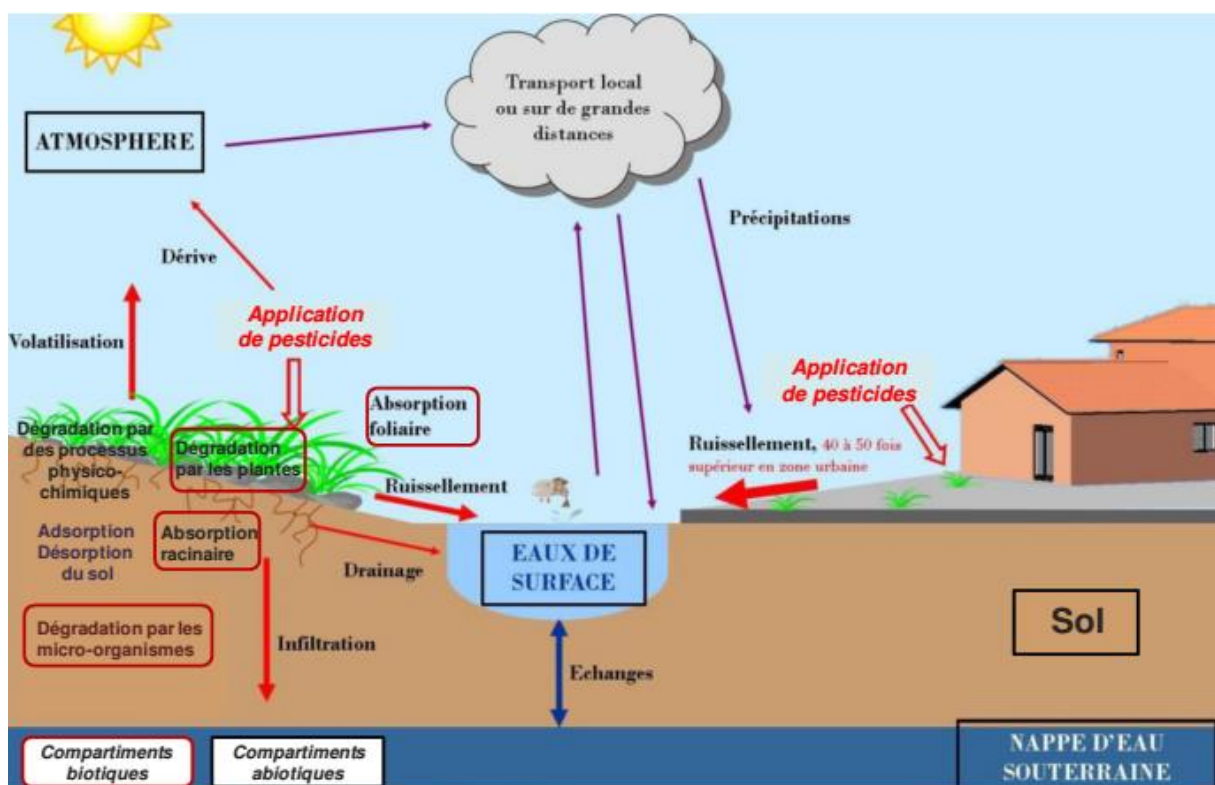 Transport local
ou sur de grandes
distances
ATMOSPHERE
Précipitations
Dérive
Application
de pesticides
Volatilisation
Application
de pesticides
Absorption
foliaire
Dégradation par
des processus
physico-
chimiques
Dégradation
par les plantes
Ruissellement, 40 à 50 fois
supérieur en zone urbaine
Ruissellement
Adsorption
Désorption
du sol
Absorption
racinaire
Drainage
EAUX DE
SURFACE
Sol
Dégradation par les
micro-organismes
Infiltration
Echanges
Compartiments
biotiques
Compartiments
abiotiques
NAPPE D'EAU
SOUTERRAINE